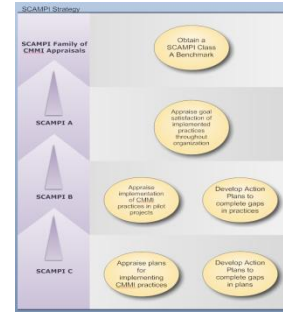 SCAMPI Strategy
SCAMPI Family of
CMMI Appraisals
Obtain a
SCAMPI Class
A Benchmark
SCAMPI A
Appraise goal
satisfaction of
implemented
practices
throughout
organization
SCAMPI B
Appraise
implementation
of CMMI
practices in pilot
projects
Develop Action
Plans to
complete gaps
in practices
SCAMPI C
Appraise plans
for
implementing
CMMI practices
Develop Action
Plans to
complete gaps
in plans